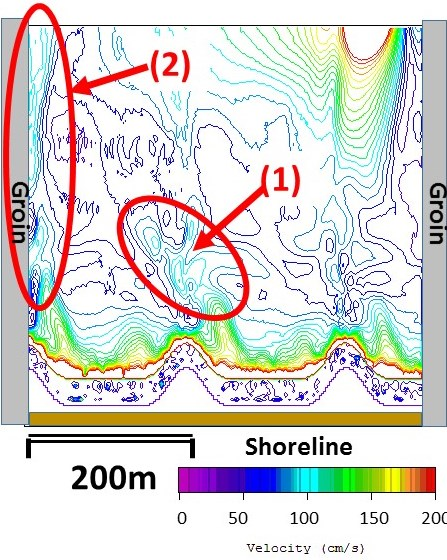 (2)
(1)
Groin
Groin
Shoreline
200m
0 50 100 150 200
Velocity (cm/s)